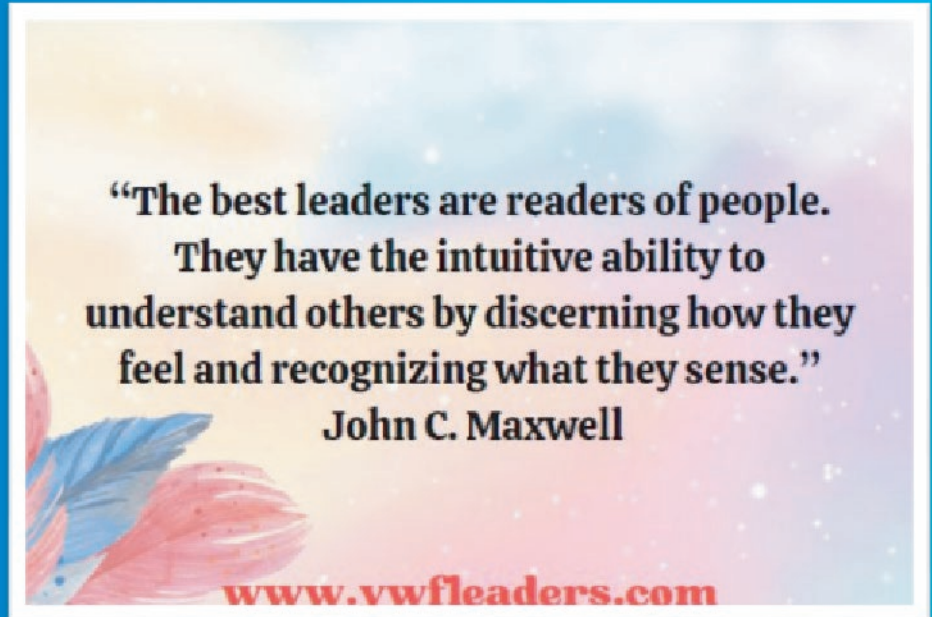 “The best leaders are readers of people.
They have the intuitive ability to
understand others by discerning how they
feel and recognizing what they sense.”
John C. Maxwell
www.vwfleaders.com